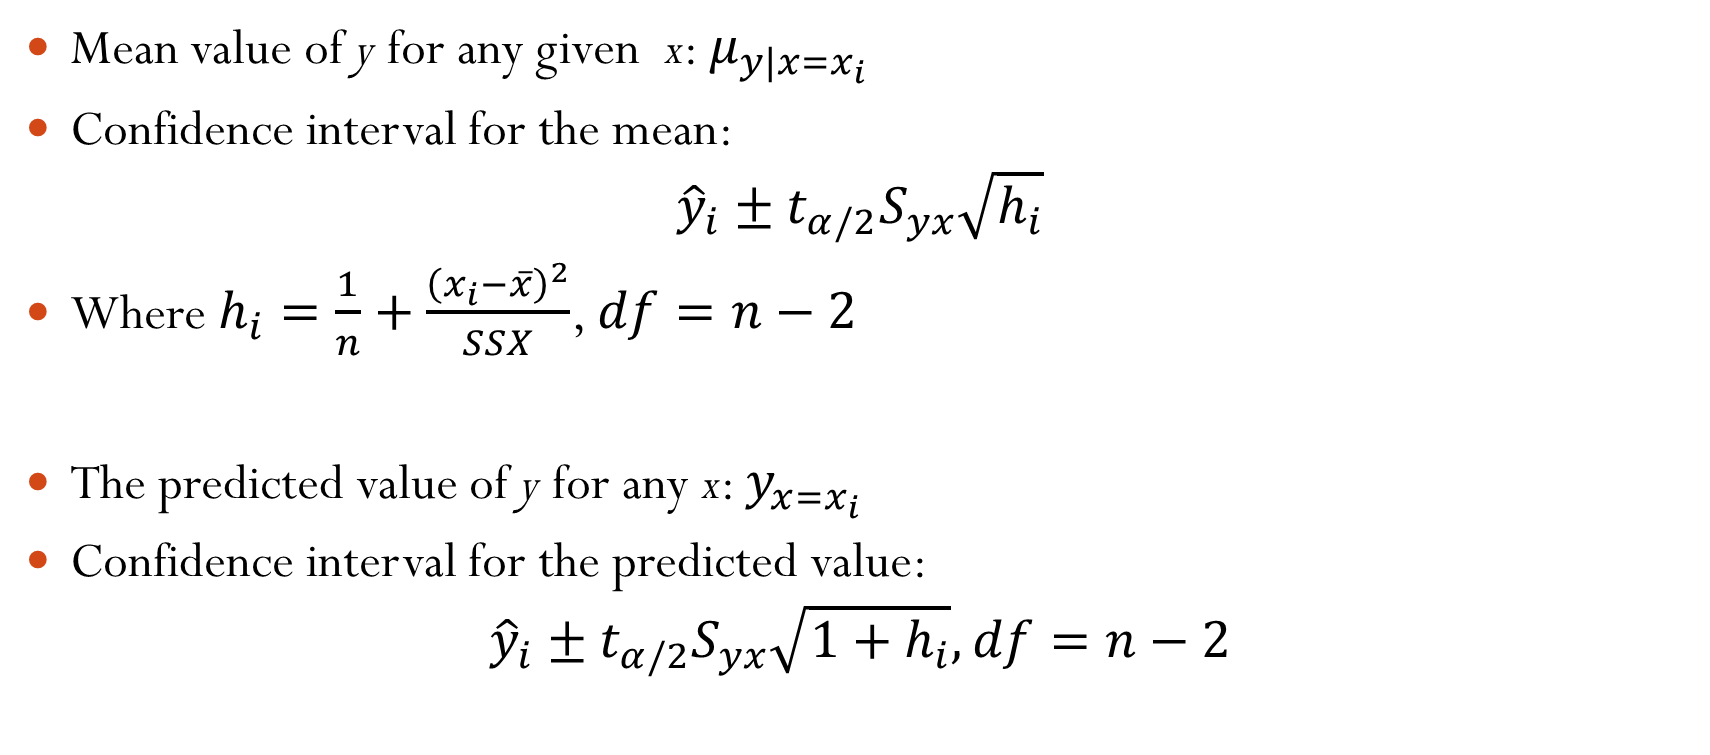 • Mean value of y for any given x: μ_{y|x=x_i}
• Confidence interval for the mean:
ŷ_i ± t_{α/2}S_{yx}√h_i
• Where h_i = 1/n + (x_i−x̄)²/SSX, df = n − 2
• The predicted value of y for any x: y_{x=x_i}
• Confidence interval for the predicted value:
ŷ_i ± t_{α/2}S_{yx}√(1 + h_i), df = n − 2